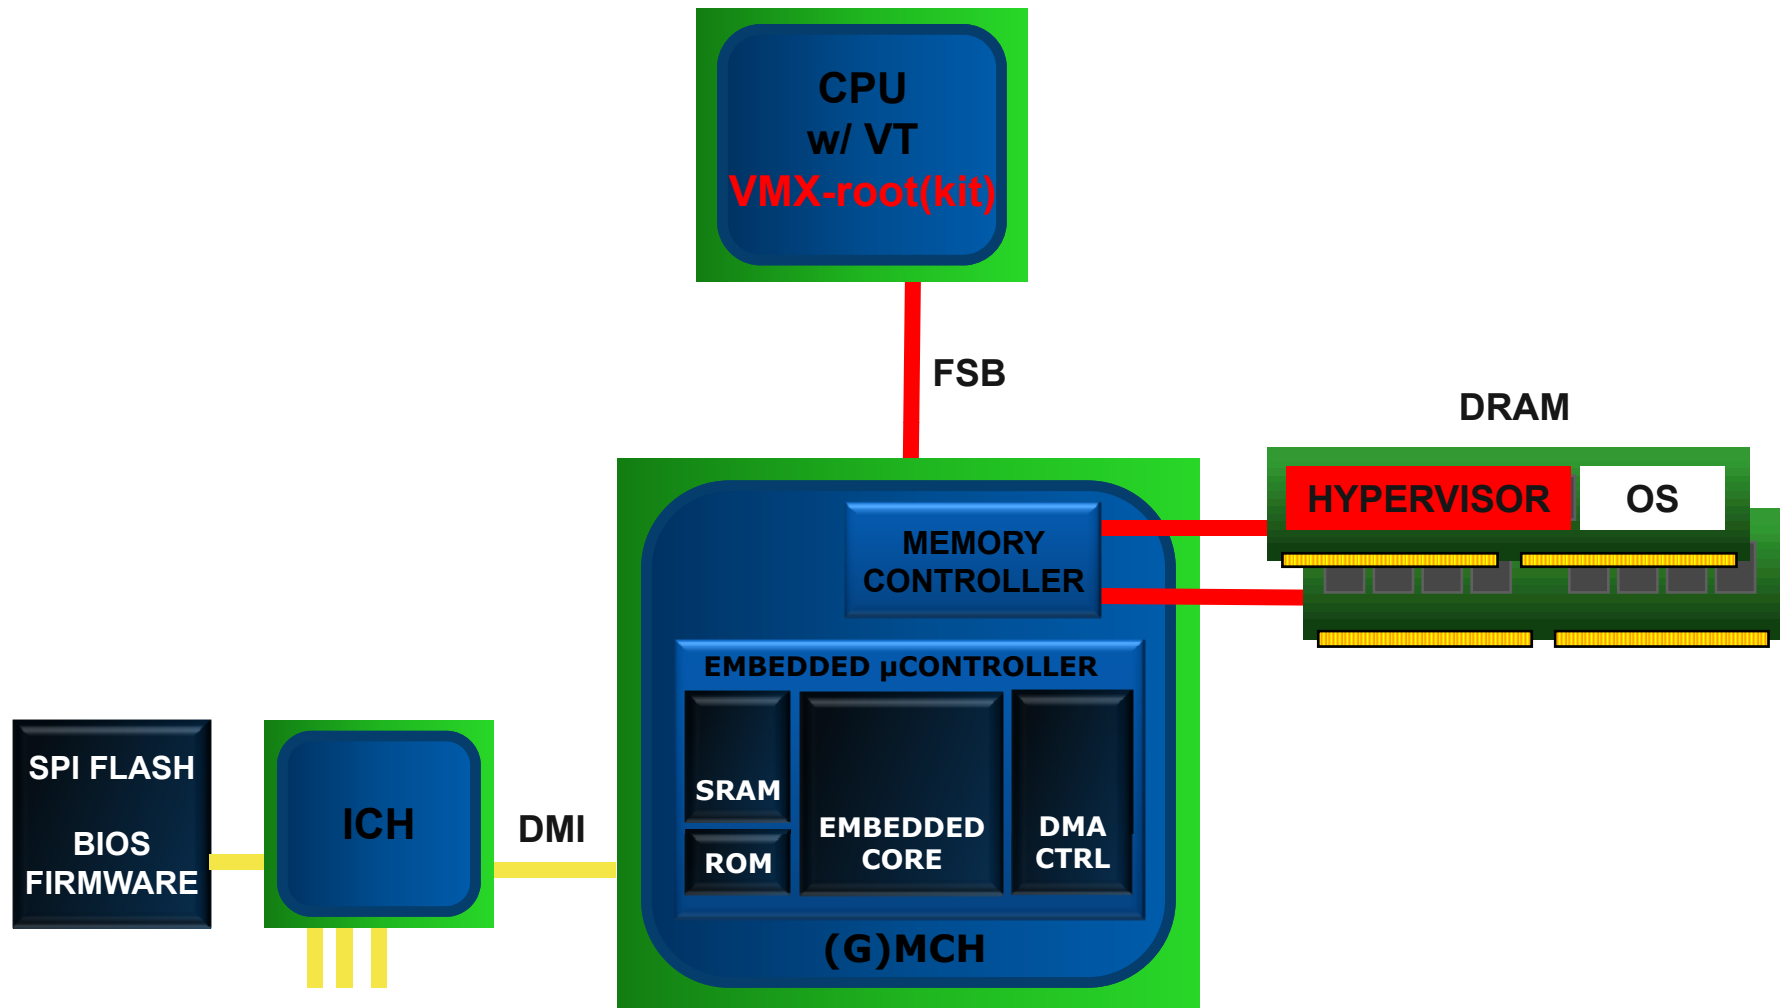 CPU
w/ VT
VMX-root(kit)
FSB
DRAM
HYPERVISOR
OS
MEMORY
CONTROLLER
EMBEDDED µCONTROLLER
SRAM
ROM
EMBEDDED
CORE
DMA
CTRL
(G)MCH
SPI FLASH
BIOS
FIRMWARE
ICH
DMI